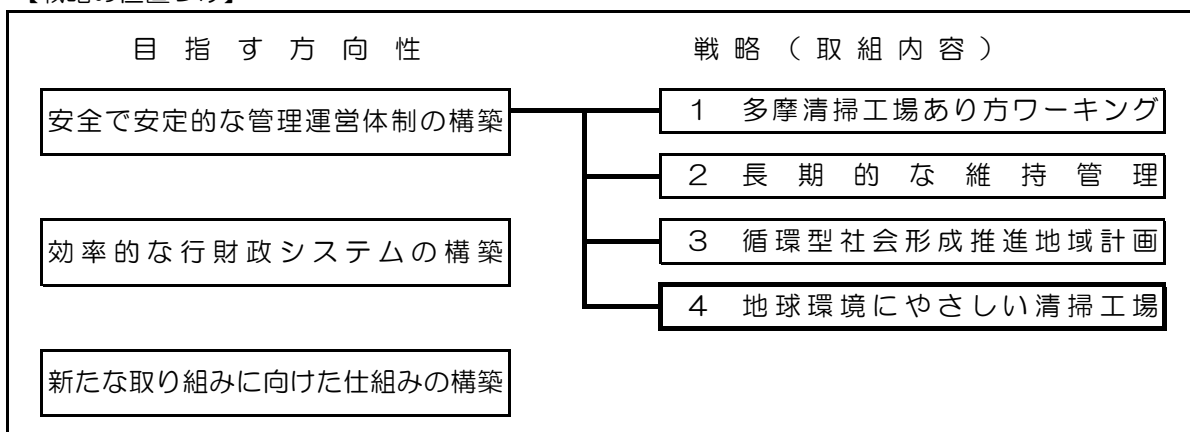 目指す方向性
戦略（取組内容）
安全で安定的な管理運営体制の構築
1 多摩清掃工場あり方ワーキング
2 長期的な維持管理
効率的な行財政システムの構築
3 循環型社会形成推進地域計画
4 地球環境にやさしい清掃工場
新たな取り組みに向けた仕組みの構築